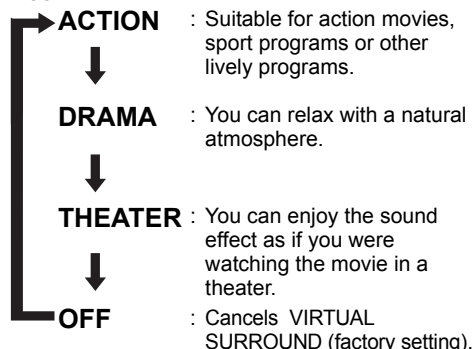 ACTION : Suitable for action movies,
sport programs or other
lively programs.
DRAMA : You can relax with a natural
atmosphere.
THEATER : You can enjoy the sound
effect as if you were
watching the movie in a
theater.
OFF : Cancels VIRTUAL
SURROUND (factory setting).